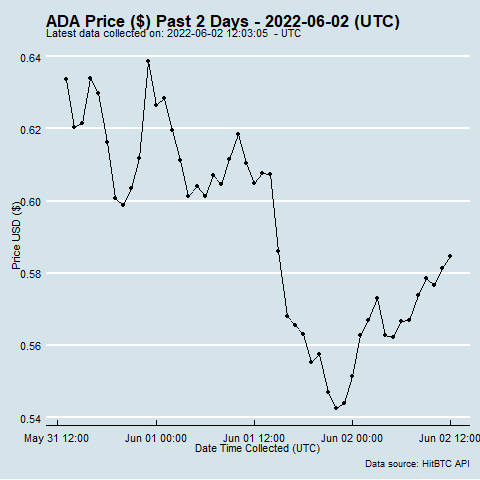 ADA Price ($) Past 2 Days - 2022-06-02 (UTC)
Latest data collected on: 2022-06-02 12:03:05 - UTC
0.64
0.62
0.60
0.58
0.56
0.54
Price USD ($)
May 31 12:00 Jun 01 00:00 Jun 01 12:00 Jun 02 00:00 Jun 02 12:00
Date Time Collected (UTC)
Data source: HitBTC API